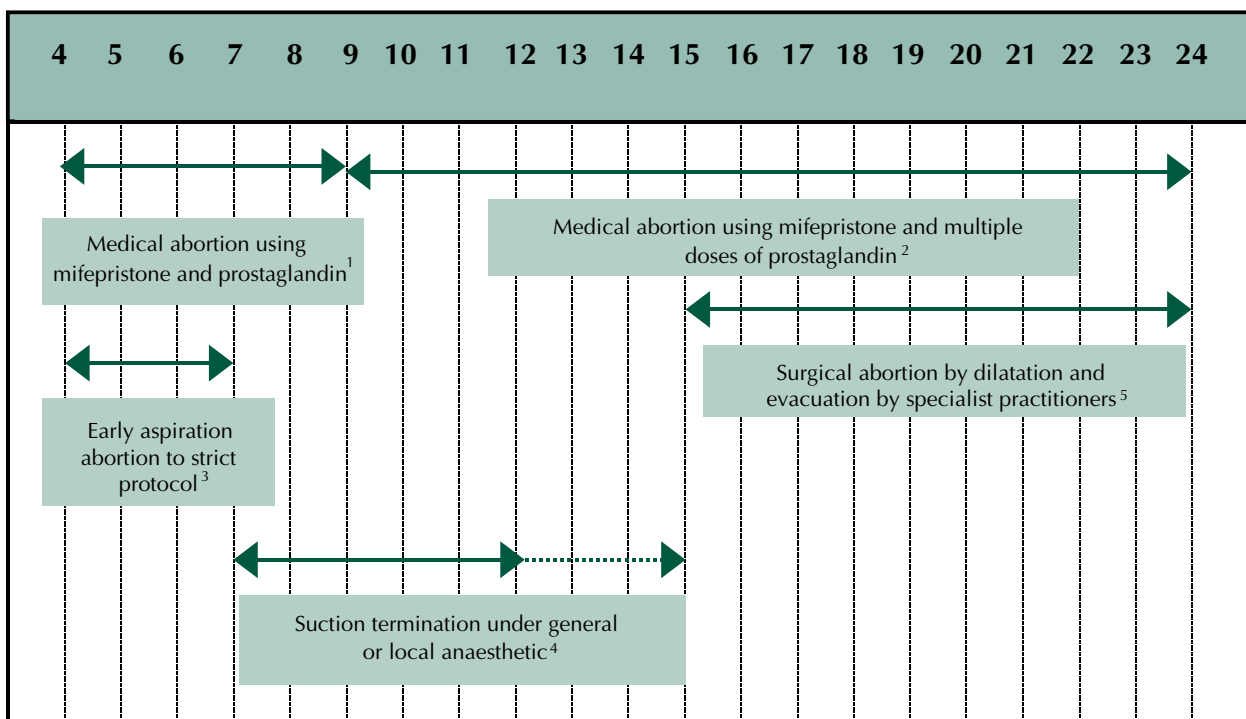 4 5 6 7 8 9 10 11 12 13 14 15 16 17 18 19 20 21 22 23 24
Medical abortion using
mifepristone and prostaglandin1
Medical abortion using mifepristone and multiple
doses of prostaglandin 2
Surgical abortion by dilatation and
evacuation by specialist practitioners 5
Early aspiration
abortion to strict
protocol 3
Suction termination under general
or local anaesthetic 4